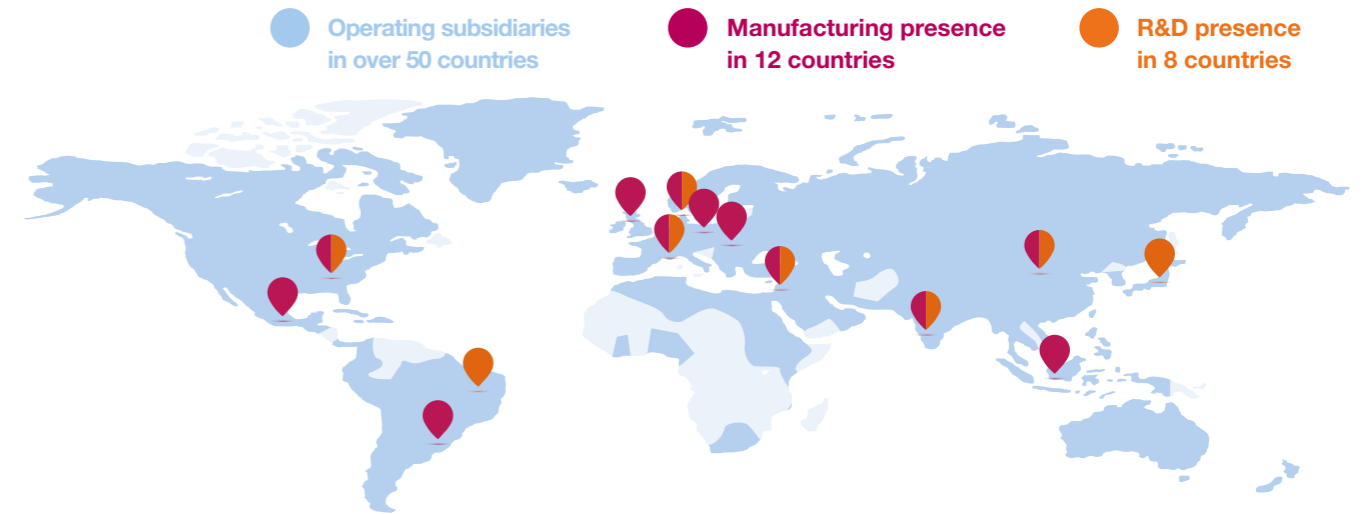 Operating subsidiaries
in over 50 countries
Manufacturing presence
in 12 countries
R&D presence
in 8 countries